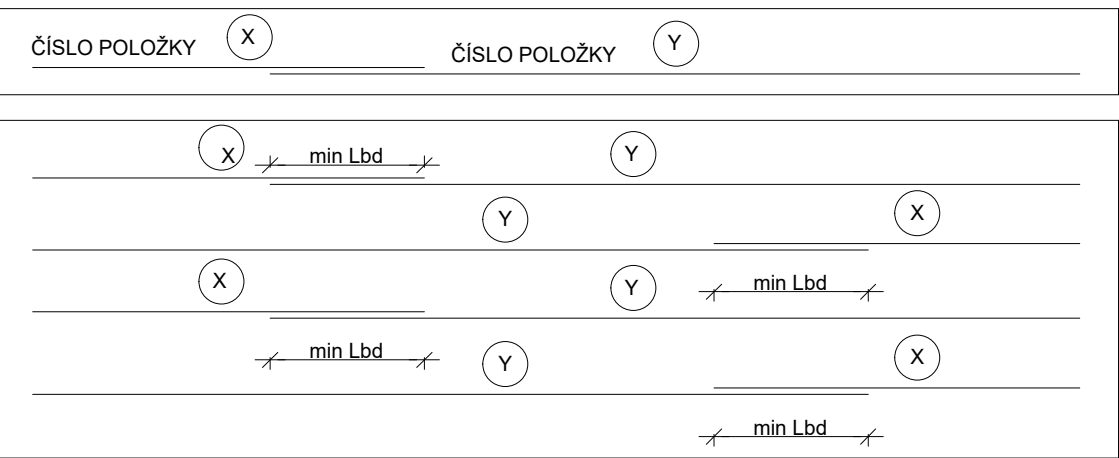 ČÍSLO POLOŽKY X ČÍSLO POLOŽKY Y
X min Lbd Y
Y X
X Y min Lbd
min Lbd Y X
min Lbd